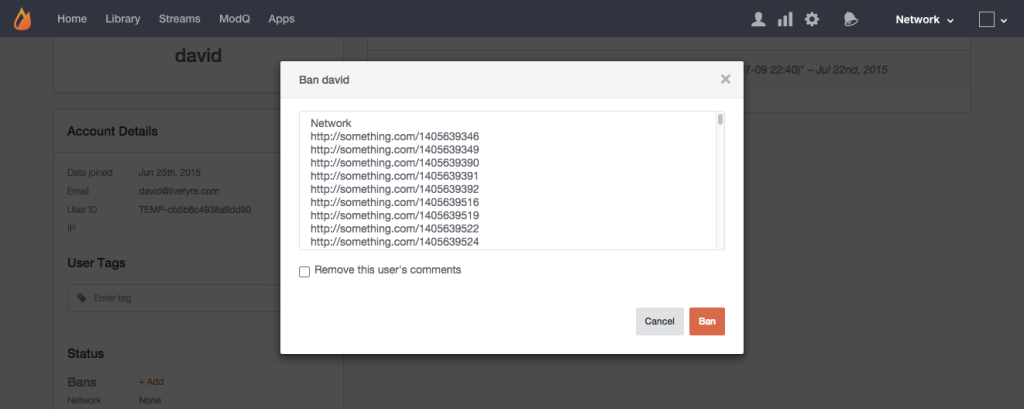 Home Library Streams ModQ Apps Network
david
7-09 22:40)" – Jul 22nd, 2015
Ban david
Network
http://something.com/1405639346
http://something.com/1405639349
http://something.com/1405639390
http://something.com/1405639391
http://something.com/1405639392
http://something.com/1405639516
http://something.com/1405639519
http://something.com/1405639522
http://something.com/1405639524
Remove this user's comments
Cancel Ban
Account Details
Date joined Jun 25th, 2015
Email david@livefyre.com
User ID TEMP-cb5b8c4938a9dd90
IP
User Tags
Enter tag
Status
Bans + Add
Network None